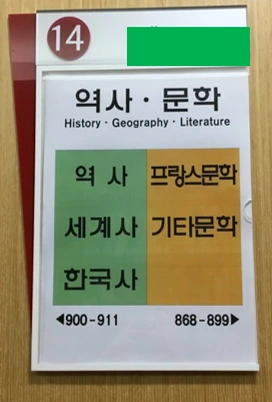 14
역사 · 문학
History · Geography · Literature
역 사 프랑스문학
세계사 기타문학
한국사
◀900-911 868-899▶